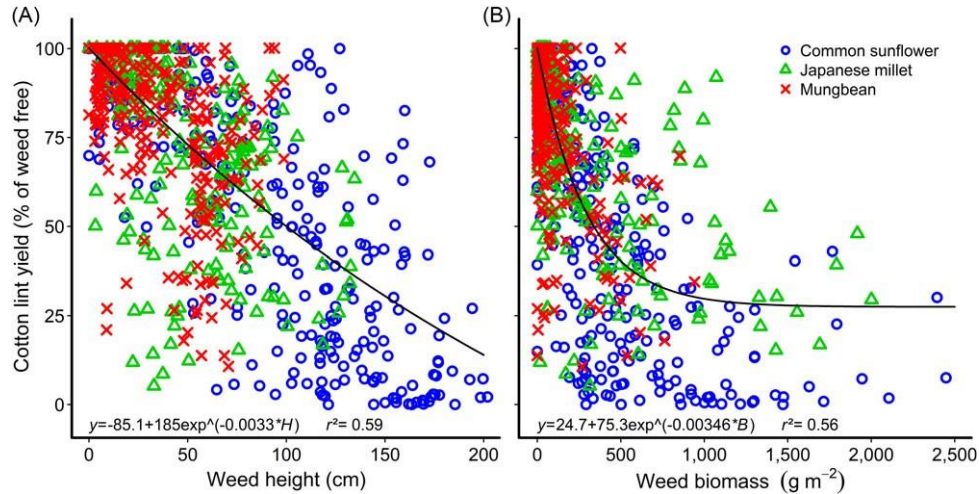 (A)
Cotton lint yield (% of weed free)
100
75
50
25
0
y=-85.1+185exp^(-0.0033*H) r²= 0.59
0 50 100 150 200
Weed height (cm)
(B)
Common sunflower
Japanese millet
Mungbean
y=24.7+75.3exp^(-0.00346*B) r²= 0.56
0 500 1,000 1,500 2,000 2,500
Weed biomass (g m⁻²)